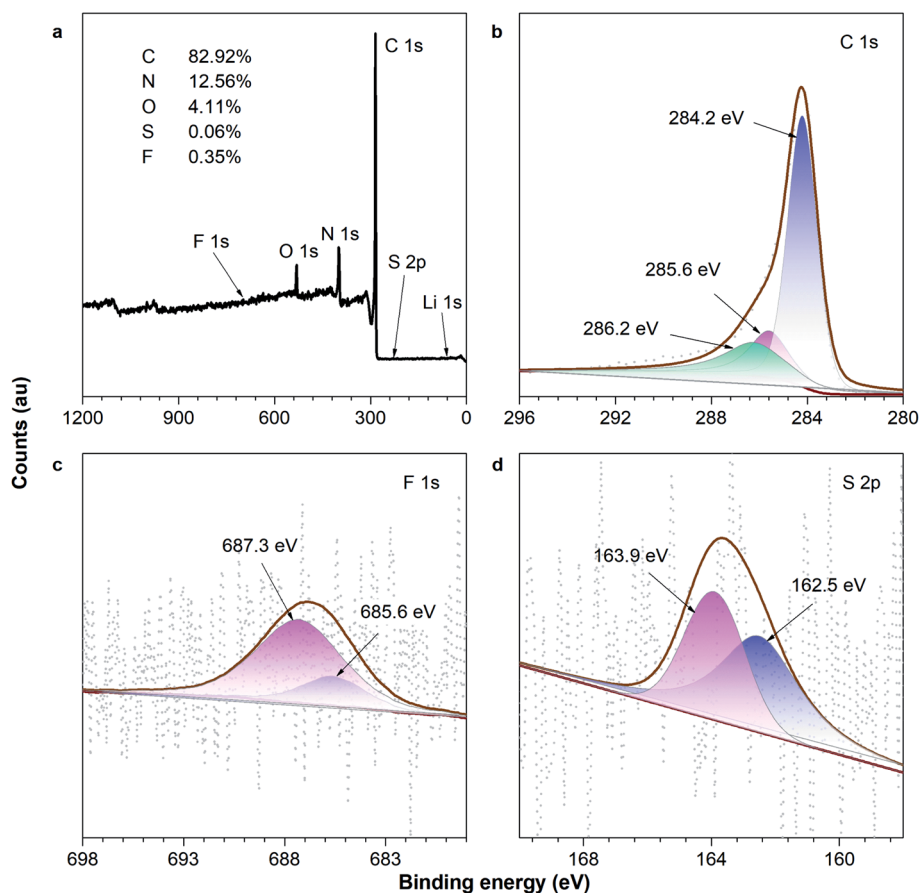 a
C 82.92%
N 12.56%
O 4.11%
S 0.06%
F 0.35%
C 1s
F 1s
O 1s
N 1s
S 2p
Li 1s
1200 900 600 300 0
b
C 1s
284.2 eV
285.6 eV
286.2 eV
296 292 288 284 280
Counts (au)
c
F 1s
687.3 eV
685.6 eV
698 693 688 683
d
S 2p
163.9 eV
162.5 eV
168 164 160
Binding energy (eV)